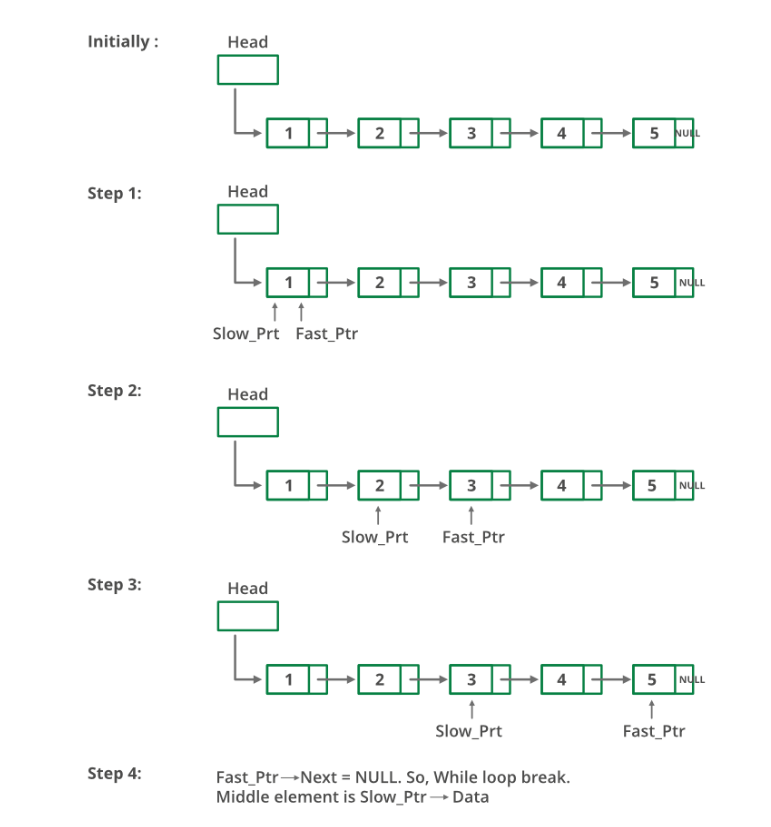 Initially :
Head
1 2 3 4 5 NULL
Step 1:
Head
1 2 3 4 5 NULL
Slow_Prt Fast_Ptr
Step 2:
Head
1 2 3 4 5 NULL
Slow_Prt Fast_Ptr
Step 3:
Head
1 2 3 4 5 NULL
Slow_Prt Fast_Ptr
Step 4:
Fast_Ptr→Next = NULL. So, While loop break.
Middle element is Slow_Ptr → Data